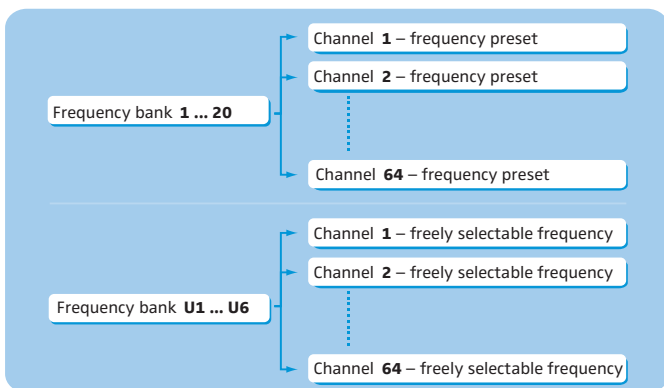 Channel 1 – frequency preset
Channel 2 – frequency preset
Frequency bank 1 ... 20
Channel 64 – frequency preset
Channel 1 – freely selectable frequency
Channel 2 – freely selectable frequency
Frequency bank U1 ... U6
Channel 64 – freely selectable frequency